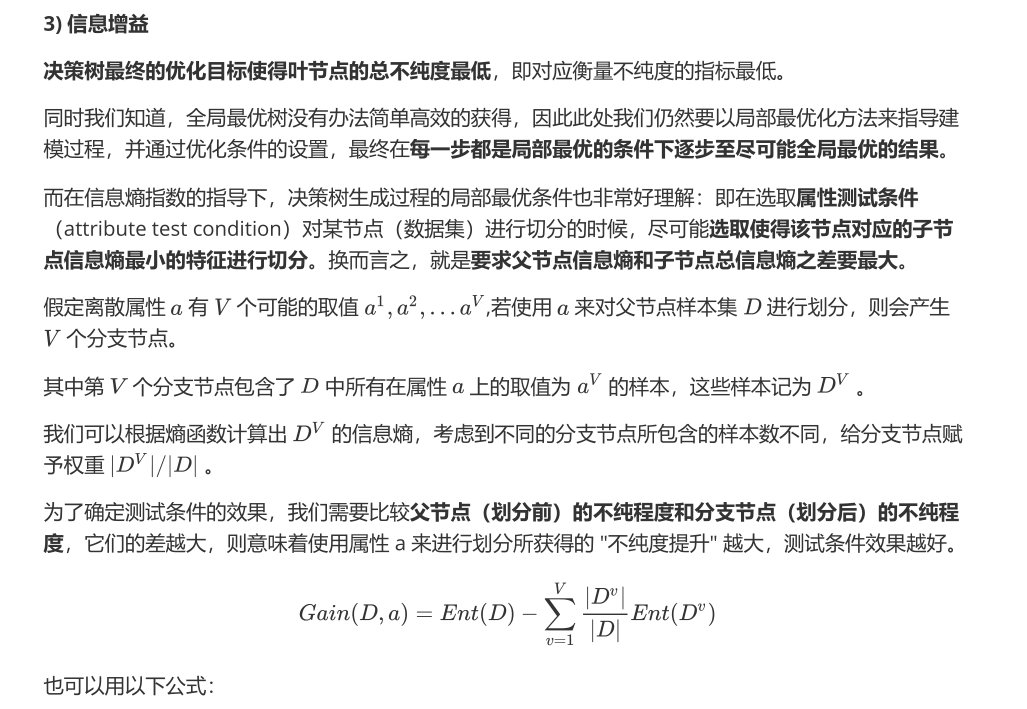 3) 信息增益
决策树最终的优化目标使得叶节点的总不纯度最低，即对应衡量不纯度的指标最低。
同时我们知道，全局最优树没有办法简单高效的获得，因此此处我们仍然要以局部最优化方法来指导建
模过程，并通过优化条件的设置，最终在每一步都是局部最优的条件下逐步至尽可能全局最优的结果。
而在信息熵指数的指导下，决策树生成过程的局部最优条件也非常好理解：即在选取属性测试条件
（attribute test condition）对某节点（数据集）进行切分的时候，尽可能选取使得该节点对应的子节
点信息熵最小的特征进行切分。换而言之，就是要求父节点信息熵和子节点总信息熵之差要最大。
假定离散属性 a 有 V 个可能的取值 a^1, a^2, ... a^V ,若使用 a 来对父节点样本集 D 进行划分，则会产生
V 个分支节点。
其中第 V 个分支节点包含了 D 中所有在属性 a 上的取值为 a^V 的样本，这些样本记为 D^V 。
我们可以根据熵函数计算出 D^V 的信息熵，考虑到不同的分支节点所包含的样本数不同，给分支节点赋
予权重 |D^V|/|D| 。
为了确定测试条件的效果，我们需要比较父节点（划分前）的不纯程度和分支节点（划分后）的不纯程
度，它们的差越大，则意味着使用属性 a 来进行划分所获得的 "不纯度提升" 越大，测试条件效果越好。
Gain(D, a) = Ent(D) − ∑_{v=1}^{V} |D^v|/|D| Ent(D^v)
也可以用以下公式：